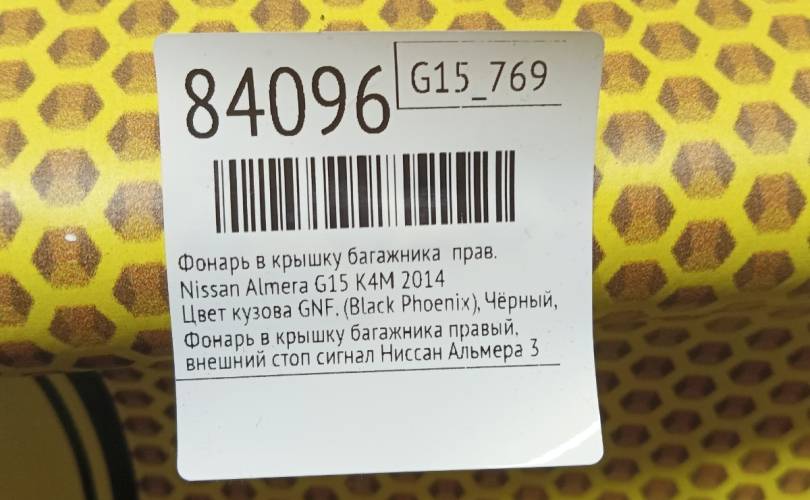 84096
G15_769
Фонарь в крышку багажника прав.
Nissan Almera G15 K4M 2014
Цвет кузова GNF. (Black Phoenix), Чёрный,
Фонарь в крышку багажника правый,
внешний стоп сигнал Ниссан Альмера 3